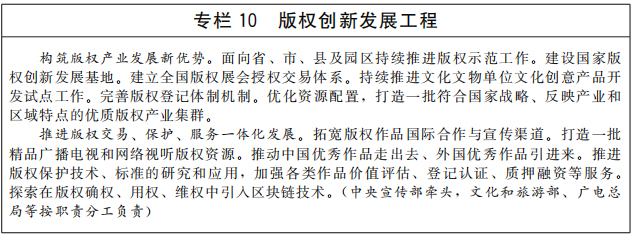 专栏 10 版权创新发展工程
构筑版权产业发展新优势。面向省、市、县及园区持续推进版权示范工作。建设国家版
权创新发展基地。建立全国版权展会授权交易体系。持续推进文化文物单位文化创意产品开
发试点工作。完善版权登记体制机制。优化资源配置，打造一批符合国家战略、反映产业和
区域特点的优质版权产业集群。
推进版权交易、保护、服务一体化发展。拓宽版权作品国际合作与宣传渠道。打造一批
精品广播电视和网络视听版权资源。推动中国优秀作品走出去、外国优秀作品引进来。推进
版权保护技术、标准的研究和应用，加强各类作品价值评估、登记认证、质押融资等服务。
探索在版权确权、用权、维权中引入区块链技术。（中央宣传部牵头，文化和旅游部、广电总
局等按职责分工负责）